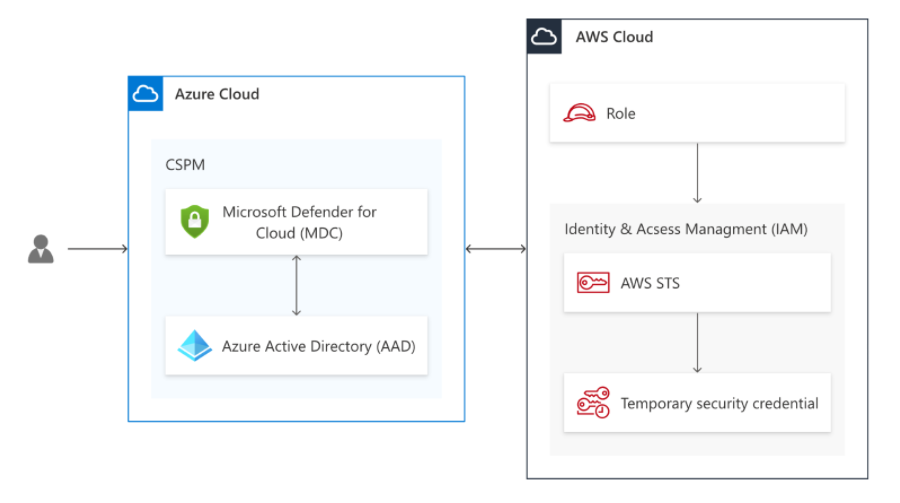 AWS Cloud
Azure Cloud
Role
CSPM
Microsoft Defender for
Cloud (MDC)
Identity & Acsess Managment (IAM)
AWS STS
Azure Active Directory (AAD)
Temporary security credential